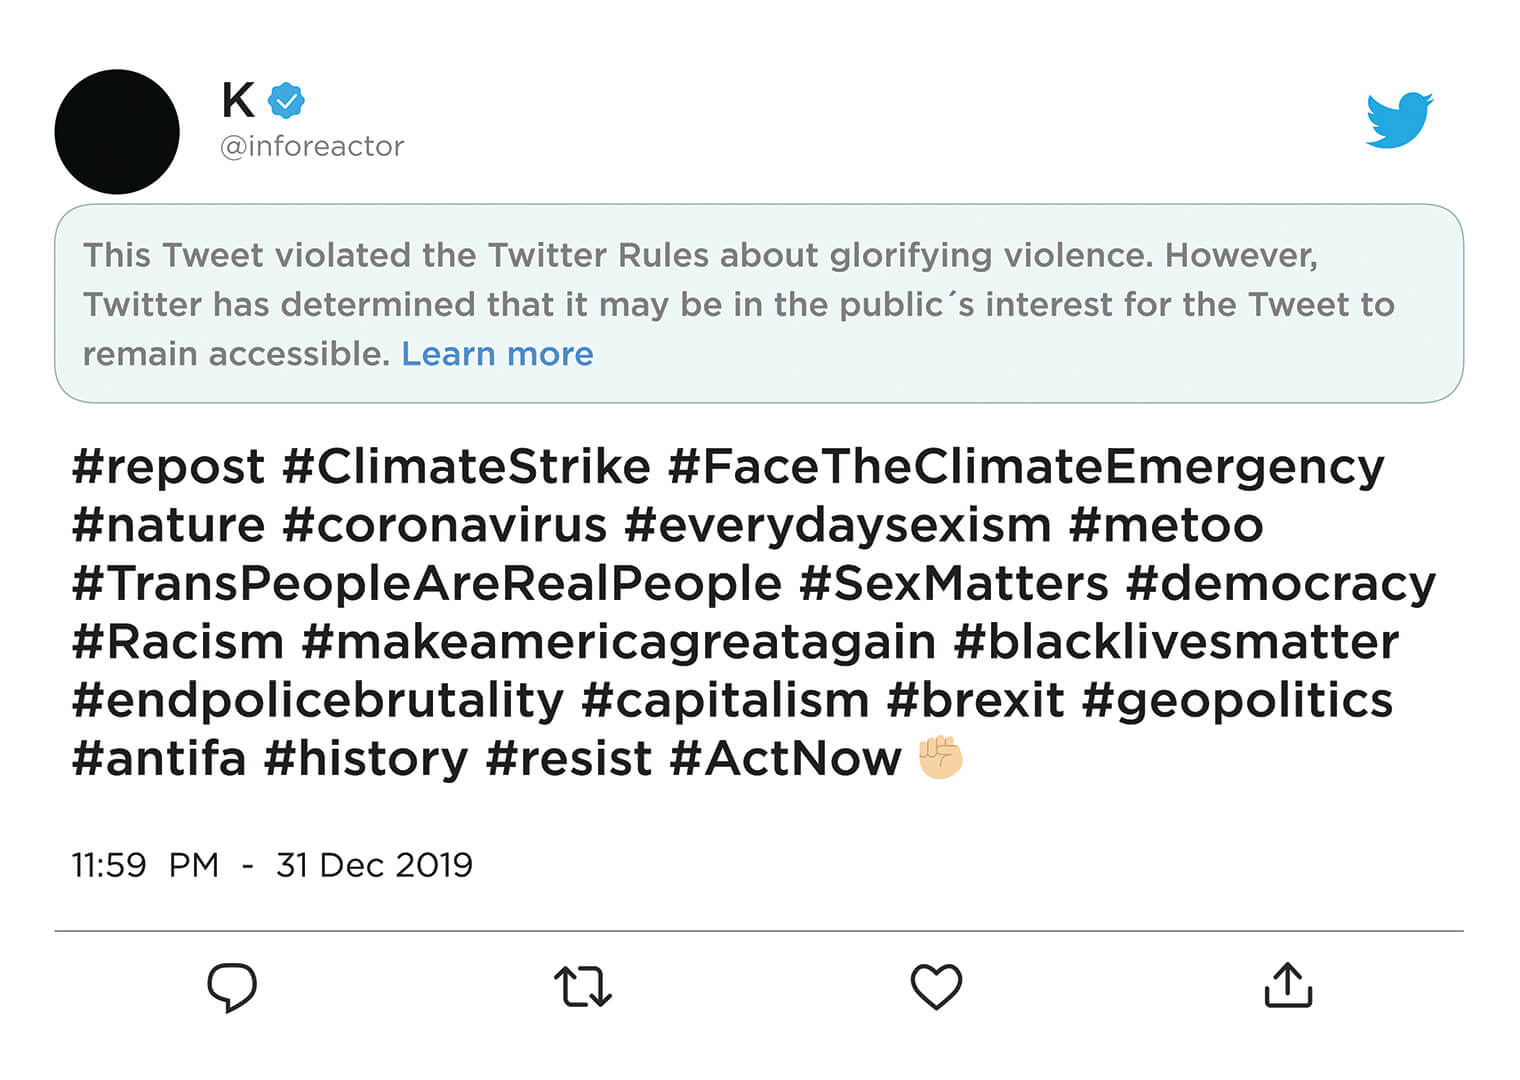 K
@inforeactor
This Tweet violated the Twitter Rules about glorifying violence. However,
Twitter has determined that it may be in the public´s interest for the Tweet to
remain accessible. Learn more
#repost #ClimateStrike #FaceTheClimateEmergency
#nature #coronavirus #everydaysexism #metoo
#TransPeopleAreRealPeople #SexMatters #democracy
#Racism #makeamericagreatagain #blacklivesmatter
#endpolicebrutality #capitalism #brexit #geopolitics
#antifa #history #resist #ActNow ✊🏼
11:59 PM - 31 Dec 2019